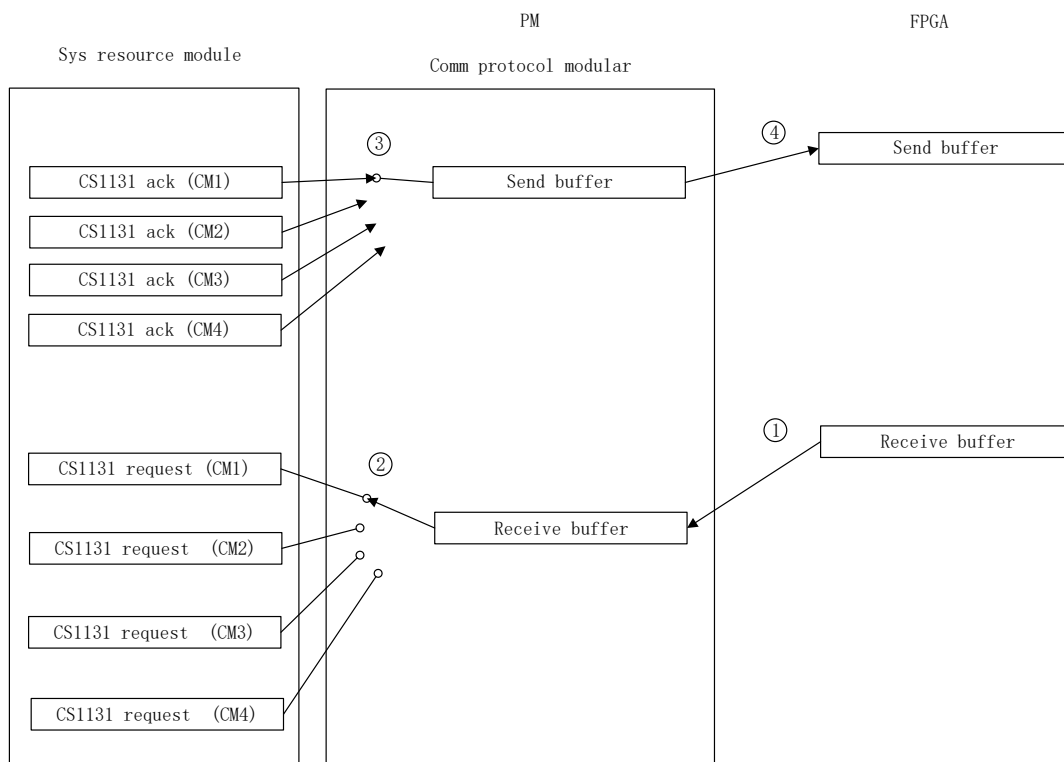 PM
FPGA
Sys resource module
Comm protocol modular
③
④
Send buffer
CS1131 ack (CM1)
Send buffer
CS1131 ack (CM2)
CS1131 ack (CM3)
CS1131 ack (CM4)
①
Receive buffer
②
CS1131 request (CM1)
Receive buffer
CS1131 request (CM2)
CS1131 request (CM3)
CS1131 request (CM4)